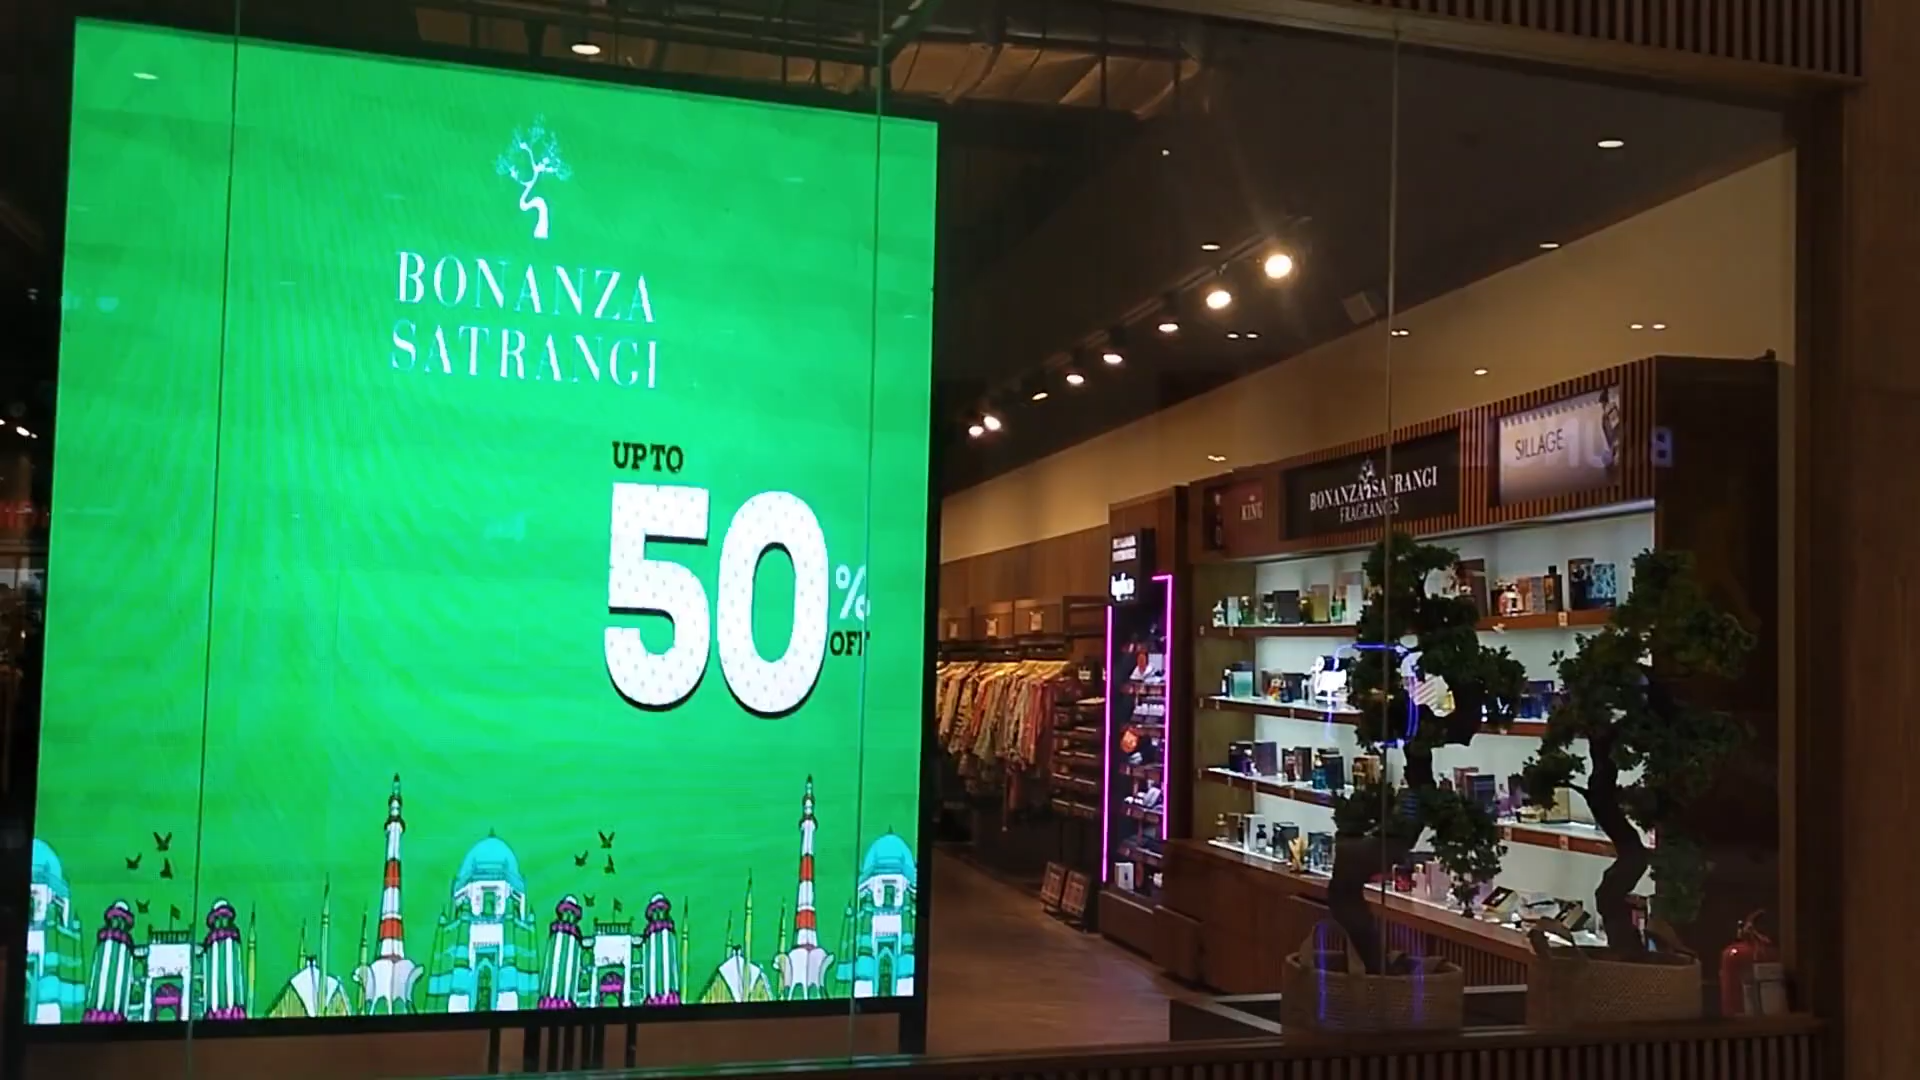 BONANZA
SATRANGI
UPTO
50%
OFF
KING
BONANZA SATRANGI
FRAGRANCES
SILLAGE